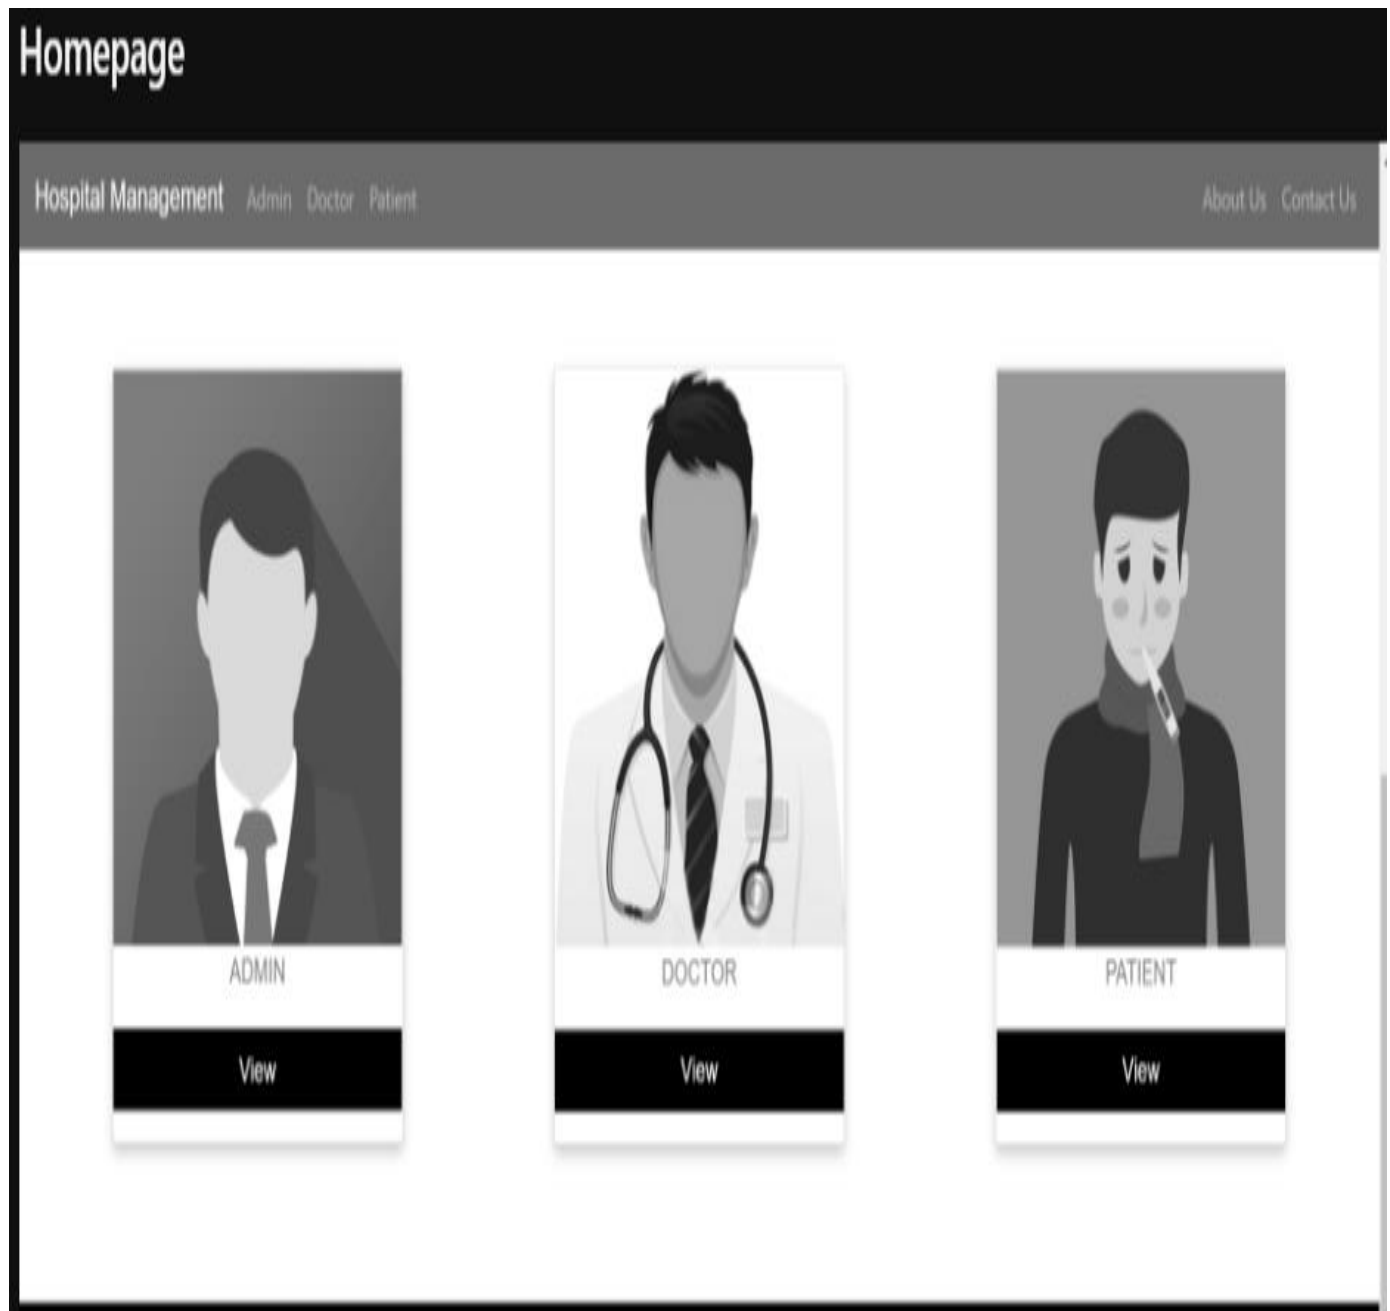 Homepage
Hospital Management Admin Doctor Patient About Us Contact Us
ADMIN DOCTOR PATIENT
View View View